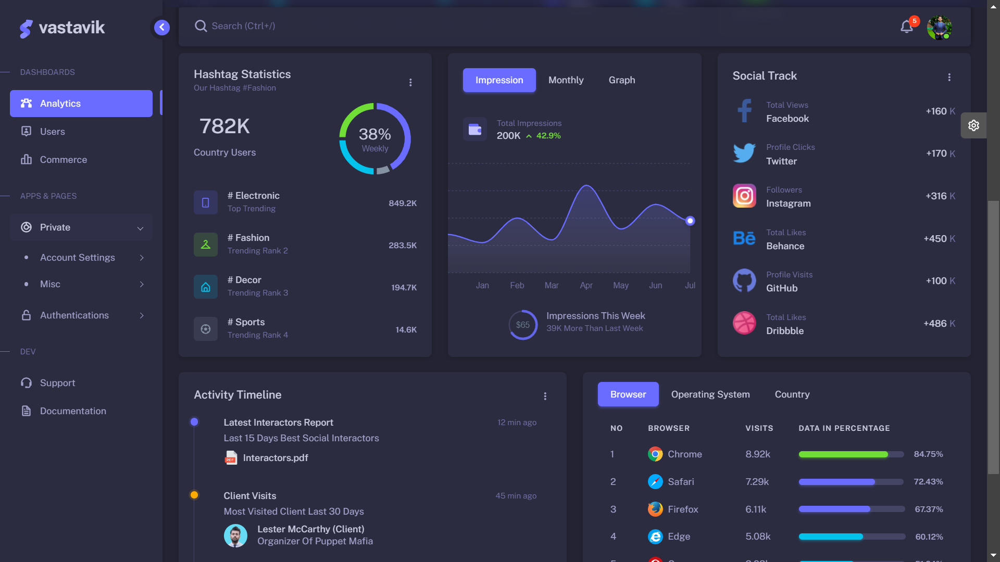 vastavik
DASHBOARDS
Analytics
Users
Commerce
APPS & PAGES
Private
Account Settings
Misc
Authentications
DEV
Support
Documentation
Search (Ctrl+/)
5
Hashtag Statistics
Our Hashtag #Fashion
782K
Country Users
38%
Weekly
# Electronic
Top Trending
849.2K
# Fashion
Trending Rank 2
283.5K
# Decor
Trending Rank 3
194.7K
# Sports
Trending Rank 4
14.6K
Impression Monthly Graph
Total Impressions
200K 42.9%
Jan Feb Mar Apr May Jun Jul
$65
Impressions This Week
39K More Than Last Week
Social Track
Total Views
Facebook
+160 K
Profile Clicks
Twitter
+170 K
Followers
Instagram
+316 K
Bē
Total Likes
Behance
+450 K
Profile Visits
GitHub
+100 K
Total Likes
Dribbble
+486 K
Activity Timeline
Latest Interactors Report
12 min ago
Last 15 Days Best Social Interactors
PDF
Interactors.pdf
Client Visits
45 min ago
Most Visited Client Last 30 Days
Lester McCarthy (Client)
Organizer Of Puppet Mafia
Browser Operating System Country
NO BROWSER VISITS DATA IN PERCENTAGE
1 Chrome 8.92k 84.75%
2 Safari 7.29k 72.43%
3 Firefox 6.11k 67.37%
4 Edge 5.08k 60.12%